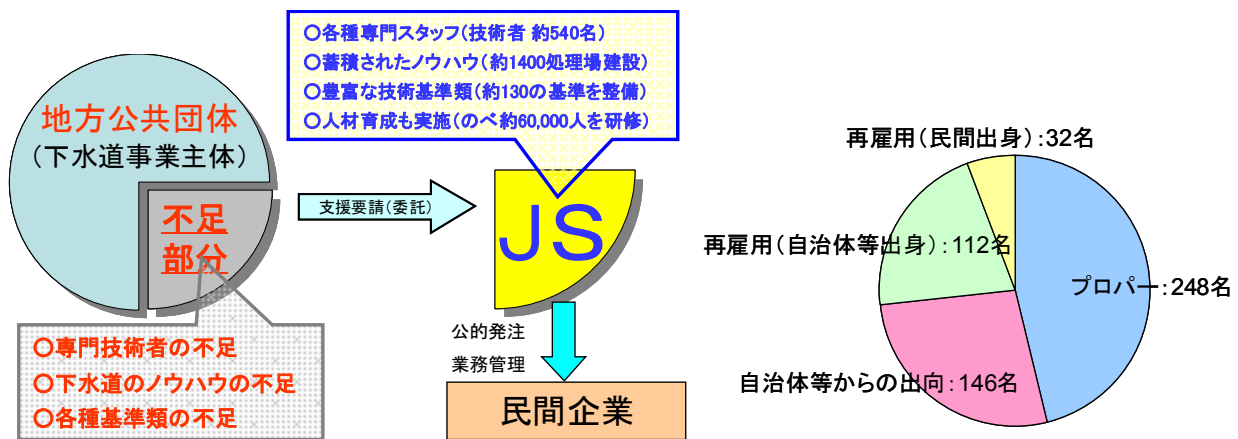 ○各種専門スタッフ(技術者 約540名)
○蓄積されたノウハウ(約1400処理場建設)
○豊富な技術基準類(約130の基準を整備)
○人材育成も実施(のべ約60,000人を研修)
地方公共団体
(下水道事業主体)
不足
部分
支援要請(委託)
JS
○専門技術者の不足
○下水道のノウハウの不足
○各種基準類の不足
公的発注
業務管理
民間企業
再雇用(民間出身):32名
再雇用(自治体等出身):112名
プロパー:248名
自治体等からの出向:146名